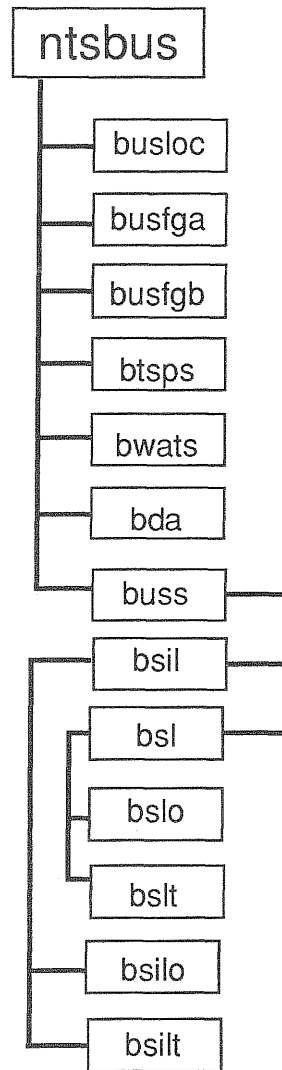 ntsbus
busloc
busfga
busfgb
btsps
bwats
bda
buss
bsil
bsl
bslo
bslt
bsilo
bsilt